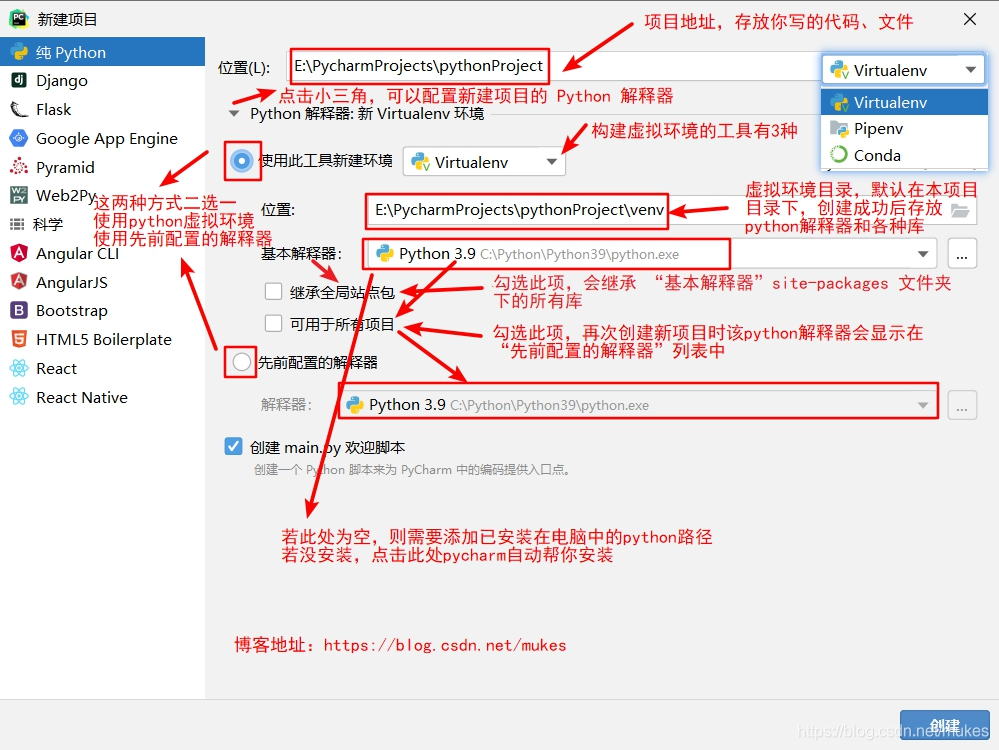 PC 新建项目
纯 Python
Django
Flask
Google App Engine
Pyramid
Web2Py
科学
Angular CLI
AngularJS
Bootstrap
HTML5 Boilerplate
React
React Native
项目地址，存放你写的代码、文件
位置(L):
E:\PycharmProjects\pythonProject
Virtualenv
Virtualenv
Pipenv
Conda
点击小三角，可以配置新建项目的 Python 解释器
Python 解释器: 新 Virtualenv 环境
构建虚拟环境的工具有3种
使用此工具新建环境
Virtualenv
这两种方式二选一
使用python虚拟环境
使用先前配置的解释器
位置:
E:\PycharmProjects\pythonProject\venv
虚拟环境目录，默认在本项目
目录下，创建成功后存放
python解释器和各种库
基本解释器:
Python 3.9 C:\Python\Python39\python.exe
...
继承全局站点包
勾选此项，会继承 “基本解释器”site-packages 文件夹
下的所有库
可用于所有项目
勾选此项，再次创建新项目时该python解释器会显示在
“先前配置的解释器”列表中
先前配置的解释器
解释器:
Python 3.9 C:\Python\Python39\python.exe
...
创建 main.py 欢迎脚本
创建一个 Python 脚本来为 PyCharm 中的编码提供入口点。
若此处为空，则需要添加已安装在电脑中的python路径
若没安装，点击此处pycharm自动帮你安装
博客地址：https://blog.csdn.net/mukes
创建
https://blog.csdn.net/mukes